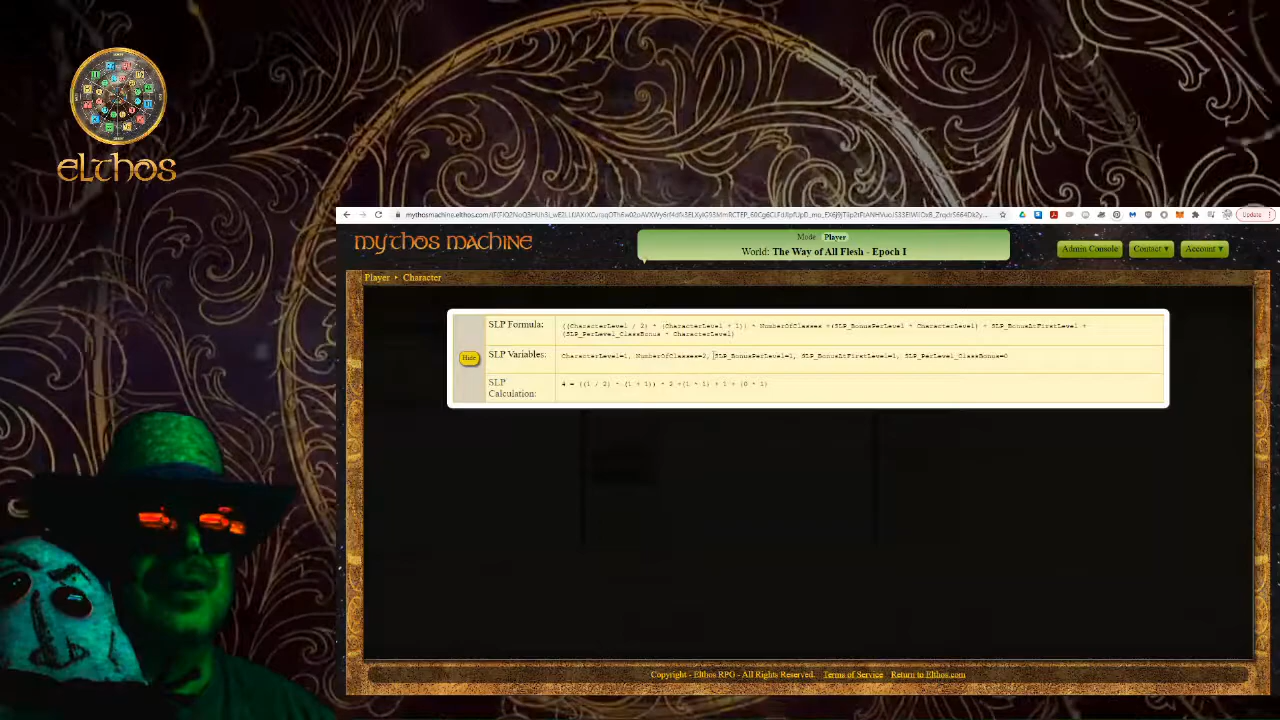 elthos
Update
mythos machine
Mode Player
World: The Way of All Flesh - Epoch I
Admin Console
Contact ▾
Account ▾
Player ▸ Character
Hide
SLP Formula:
((CharacterLevel / 2) * (CharacterLevel + 1)) * NumberOfClasses +(SLP_BonusPerLevel * CharacterLevel) + SLP_BonusAtFirstLevel +
(SLP_PerLevel_ClassBonus * CharacterLevel)
SLP Variables:
CharacterLevel=1, NumberOfClasses=2, SLP_BonusPerLevel=1, SLP_BonusAtFirstLevel=1, SLP_PerLevel_ClassBonus=0
SLP
Calculation:
4 = ((1 / 2) * (1 + 1)) * 2 +(1 * 1) + 1 + (0 * 1)
Copyright - Elthos RPG - All Rights Reserved. Terms of Service Return to Elthos.com